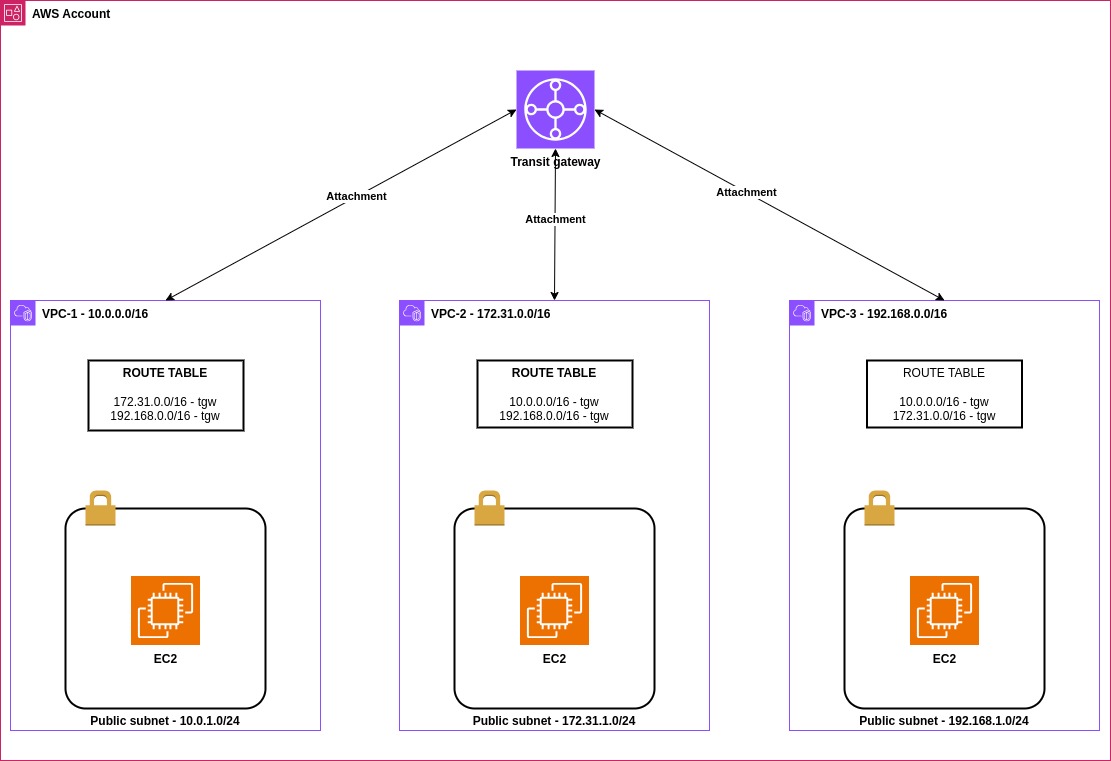 AWS Account
Transit gateway
Attachment
Attachment
Attachment
VPC-1 - 10.0.0.0/16
ROUTE TABLE
172.31.0.0/16 - tgw
192.168.0.0/16 - tgw
EC2
Public subnet - 10.0.1.0/24
VPC-2 - 172.31.0.0/16
ROUTE TABLE
10.0.0.0/16 - tgw
192.168.0.0/16 - tgw
EC2
Public subnet - 172.31.1.0/24
VPC-3 - 192.168.0.0/16
ROUTE TABLE
10.0.0.0/16 - tgw
172.31.0.0/16 - tgw
EC2
Public subnet - 192.168.1.0/24